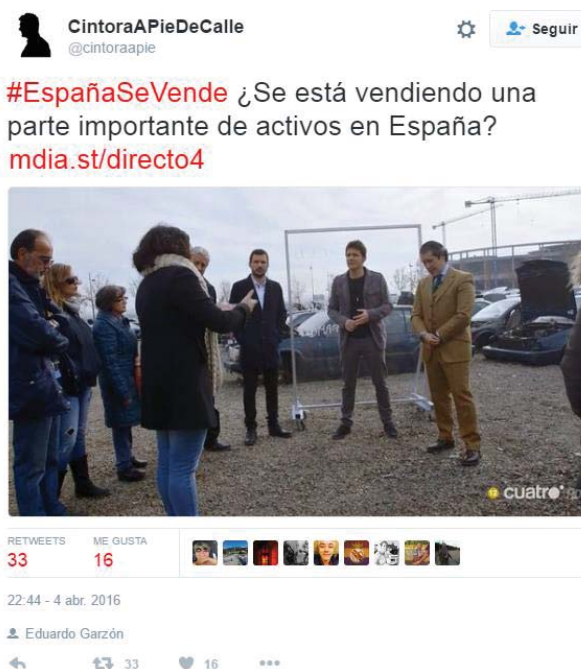 CintoraAPieDeCalle
@cintoraapie
Seguir
#EspañaSeVende ¿Se está vendiendo una
parte importante de activos en España?
mdia.st/directo4
cuatro
RETWEETS
ME GUSTA
33
16
22:44 - 4 abr. 2016
Eduardo Garzón
33
16